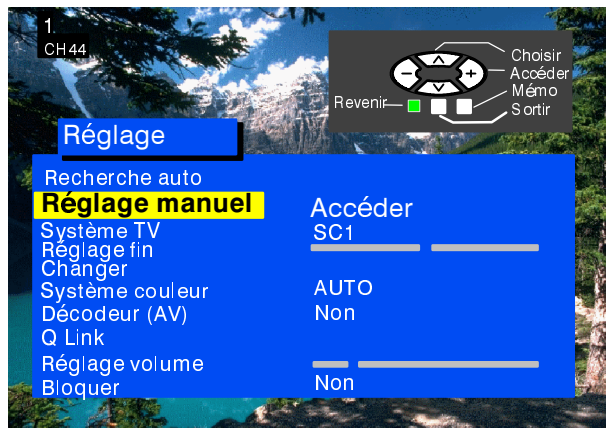 1
CH44
Choisir
Accéder
Mémo
Revenir
Sortir
Réglage
Recherche auto
Réglage manuel Accéder
Système TV SC1
Réglage fin
Changer
Système couleur AUTO
Décodeur (AV) Non
Q Link
Réglage volume
Bloquer Non